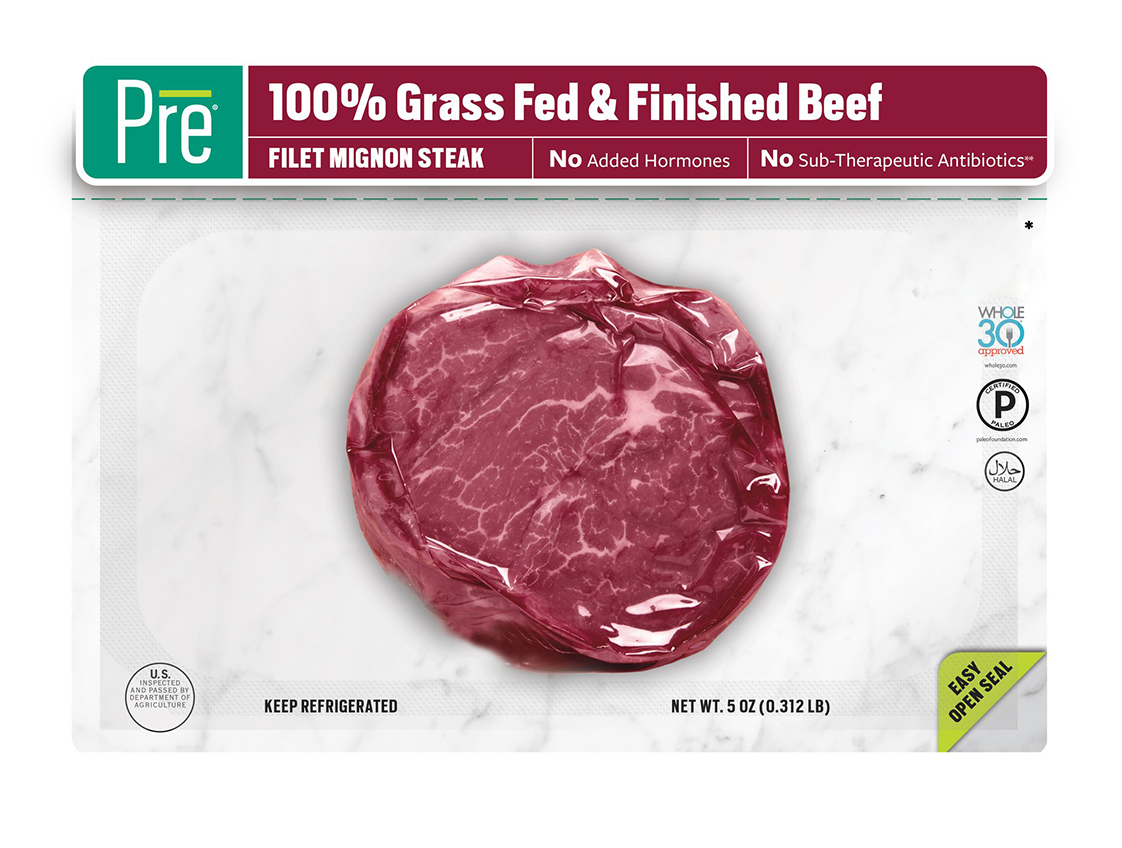 Prē®
100% Grass Fed & Finished Beef
FILET MIGNON STEAK
No Added Hormones
No Sub-Therapeutic Antibiotics**
*
WHOLE
30
approved
whole30.com
CERTIFIED
P
PALEO
paleofoundation.com
حلال
HALAL
U.S.
INSPECTED
AND PASSED BY
DEPARTMENT OF
AGRICULTURE
KEEP REFRIGERATED
NET WT. 5 OZ (0.312 LB)
EASY
OPEN SEAL